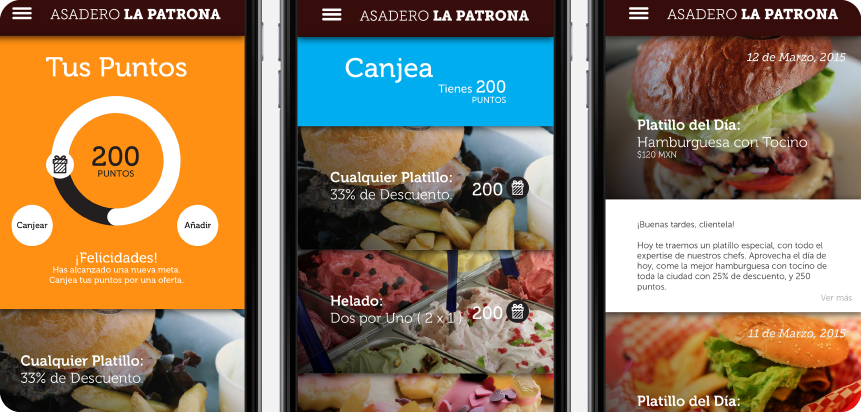 ASADERO LA PATRONA
Tus Puntos
200
PUNTOS
Canjear
Añadir
¡Felicidades!
Has alcanzado una nueva meta.
Canjea tus puntos por una oferta.
Cualquier Platillo:
33% de Descuento.
ASADERO LA PATRONA
Canjea
Tienes 200
PUNTOS
Cualquier Platillo:
33% de Descuento.
200
Helado:
Dos por Uno ( 2 x 1 )
200
ASADERO LA PATRONA
12 de Marzo, 2015
Platillo del Día:
Hamburguesa con Tocino
$120 MXN
¡Buenas tardes, clientela!
Hoy te traemos un platillo especial, con todo el
expertise de nuestros chefs. Aprovecha el día de
hoy, come la mejor hamburguesa con tocino de
toda la ciudad con 25% de descuento, y 250
puntos.
Ver más
11 de Marzo, 2015
Platillo del Día: